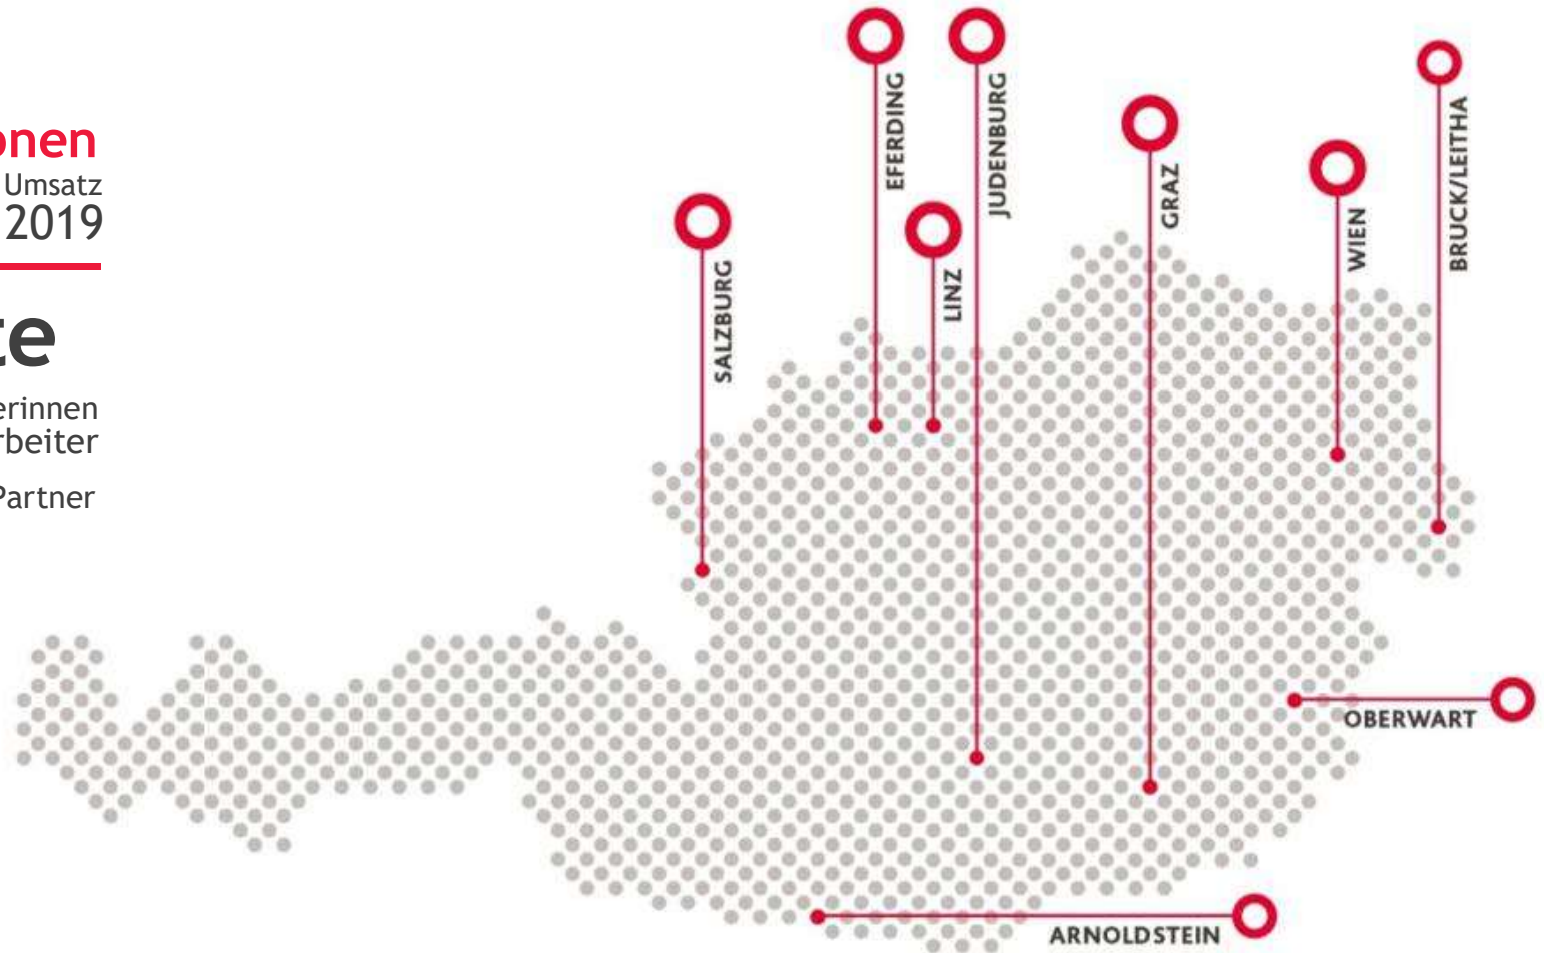 onen
Umsatz
2019
te
erinnen
rbeiter
Partner
EFERDING
JUDENBURG
GRAZ
BRUCK/LEITHA
WIEN
SALZBURG
LINZ
OBERWART
ARNOLDSTEIN